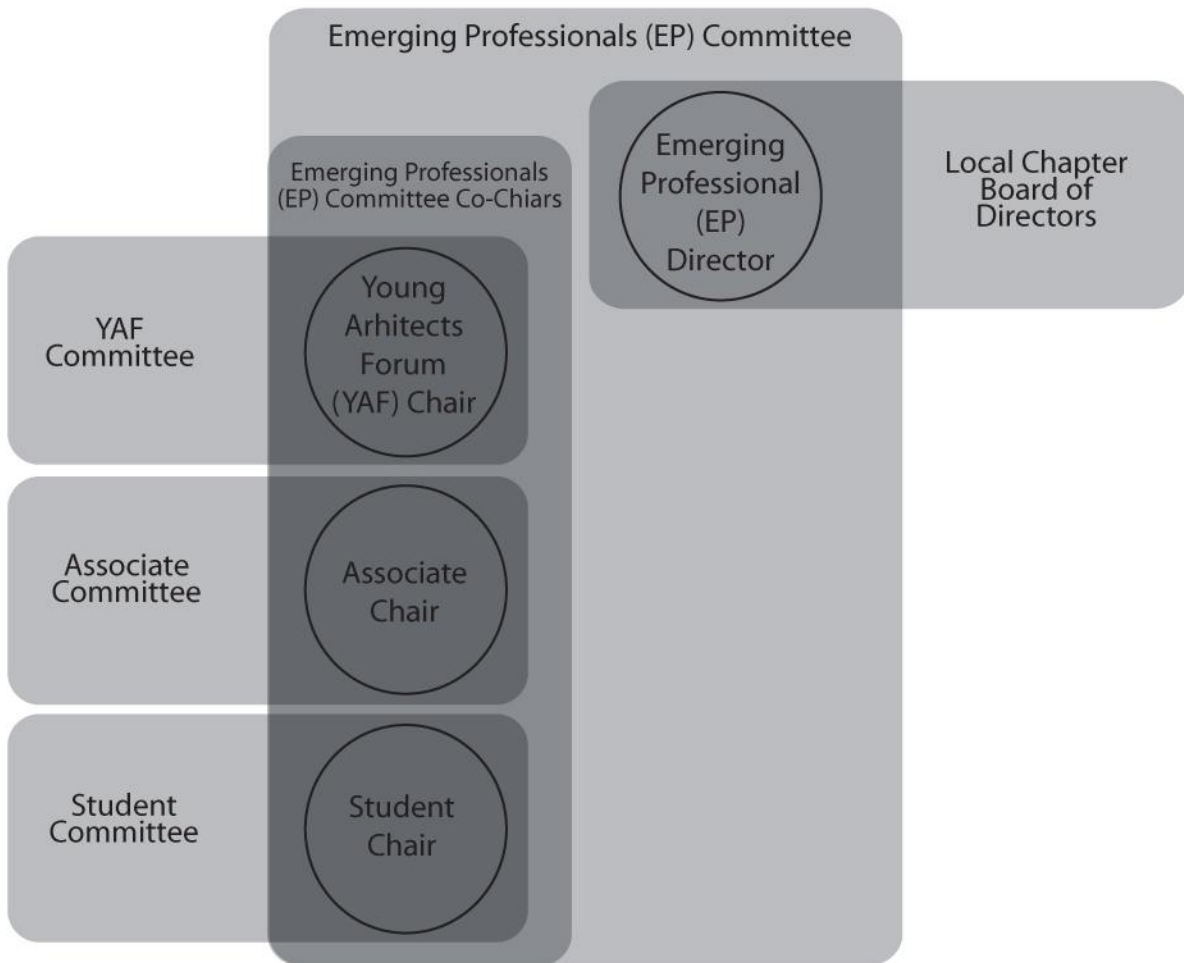 Emerging Professionals (EP) Committee
Emerging
Professional
(EP)
Director
Local Chapter
Board of
Directors
Emerging Professionals
(EP) Committee Co-Chiars
YAF
Committee
Young
Arhitects
Forum
(YAF) Chair
Associate
Committee
Associate
Chair
Student
Committee
Student
Chair